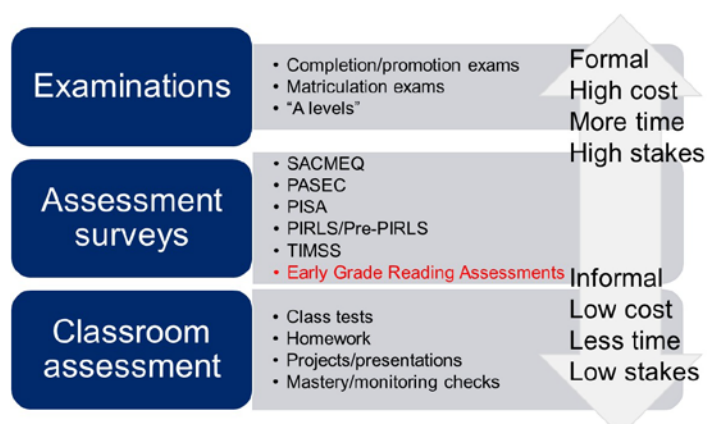 Examinations
• Completion/promotion exams
• Matriculation exams
• “A levels”
Formal
High cost
More time
High stakes
Assessment
surveys
• SACMEQ
• PASEC
• PISA
• PIRLS/Pre-PIRLS
• TIMSS
• Early Grade Reading Assessments
Classroom
assessment
• Class tests
• Homework
• Projects/presentations
• Mastery/monitoring checks
Informal
Low cost
Less time
Low stakes